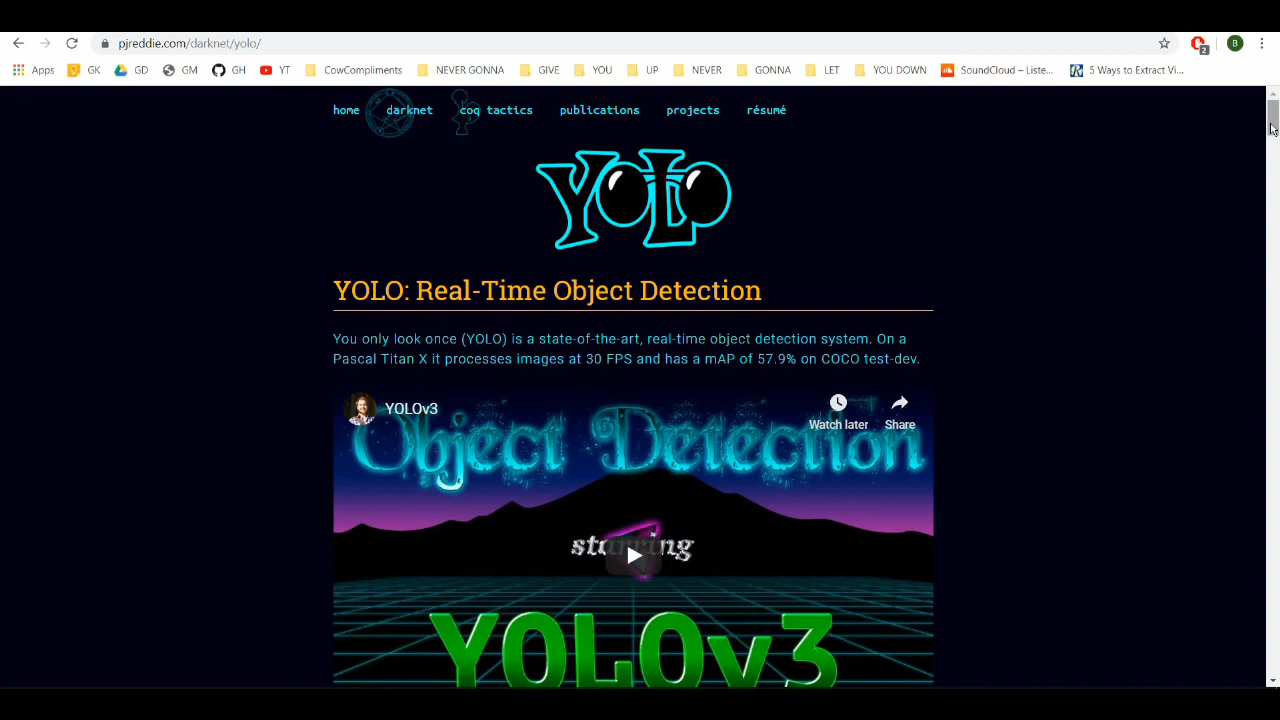 pjreddie.com/darknet/yolo/
2
B
Apps GK GD GM GH YT CowCompliments NEVER GONNA GIVE YOU UP NEVER GONNA LET YOU DOWN SoundCloud – Liste... 5 Ways to Extract Vi...
home darknet coq tactics publications projects résumé
YOLO
YOLO: Real-Time Object Detection
You only look once (YOLO) is a state-of-the-art, real-time object detection system. On a
Pascal Titan X it processes images at 30 FPS and has a mAP of 57.9% on COCO test-dev.
YOLOv3
Watch later Share
Object Detection
starring
YOLOv3